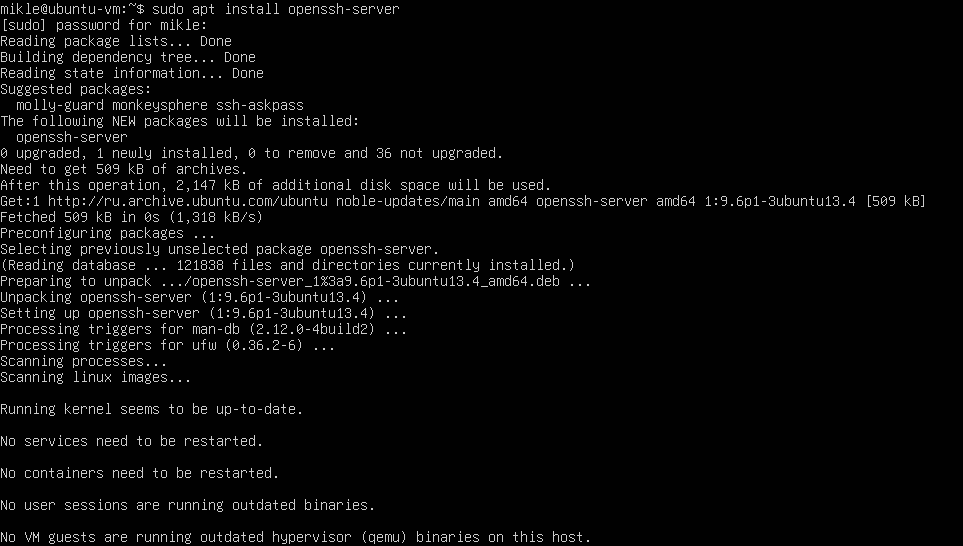 mikle@ubuntu-vm:~$ sudo apt install openssh-server
[sudo] password for mikle:
Reading package lists... Done
Building dependency tree... Done
Reading state information... Done
Suggested packages:
  molly-guard monkeysphere ssh-askpass
The following NEW packages will be installed:
  openssh-server
0 upgraded, 1 newly installed, 0 to remove and 36 not upgraded.
Need to get 509 kB of archives.
After this operation, 2,147 kB of additional disk space will be used.
Get:1 http://ru.archive.ubuntu.com/ubuntu noble-updates/main amd64 openssh-server amd64 1:9.6p1-3ubuntu13.4 [509 kB]
Fetched 509 kB in 0s (1,318 kB/s)
Preconfiguring packages ...
Selecting previously unselected package openssh-server.
(Reading database ... 121838 files and directories currently installed.)
Preparing to unpack .../openssh-server_1%3a9.6p1-3ubuntu13.4_amd64.deb ...
Unpacking openssh-server (1:9.6p1-3ubuntu13.4) ...
Setting up openssh-server (1:9.6p1-3ubuntu13.4) ...
Processing triggers for man-db (2.12.0-4build2) ...
Processing triggers for ufw (0.36.2-6) ...
Scanning processes...
Scanning linux images...

Running kernel seems to be up-to-date.

No services need to be restarted.

No containers need to be restarted.

No user sessions are running outdated binaries.

No VM guests are running outdated hypervisor (qemu) binaries on this host.